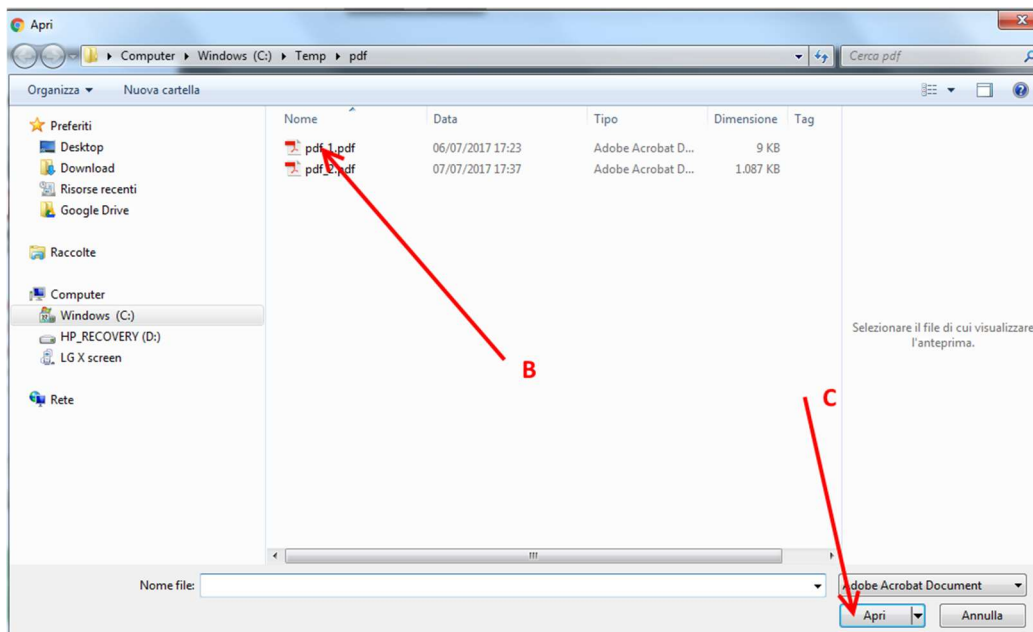 Apri
Computer Windows (C:) Temp pdf
Cerca pdf
Organizza Nuova cartella
Nome Data Tipo Dimensione Tag
Preferiti
Desktop
Download
Risorse recenti
Google Drive
Raccolte
Computer
Windows (C:)
HP_RECOVERY (D:)
LG X screen
Rete
pdf_1.pdf 06/07/2017 17:23 Adobe Acrobat D... 9 KB
pdf_2.pdf 07/07/2017 17:37 Adobe Acrobat D... 1.087 KB
B
C
Selezionare il file di cui visualizzare
l'anteprima.
Nome file:
Adobe Acrobat Document
Apri Annulla